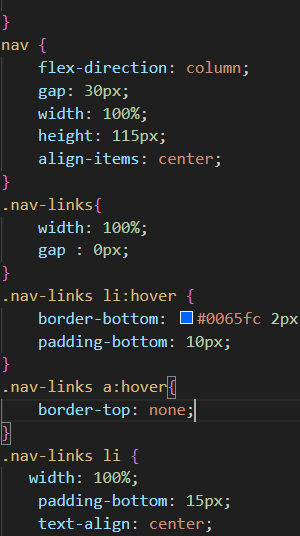 }
nav {
flex-direction: column;
gap: 30px;
width: 100%;
height: 115px;
align-items: center;
}
.nav-links{
width: 100%;
gap : 0px;
}
.nav-links li:hover {
border-bottom: #0065fc 2px
padding-bottom: 10px;
}
.nav-links a:hover{
border-top: none;
}
.nav-links li {
width: 100%;
padding-bottom: 15px;
text-align: center;